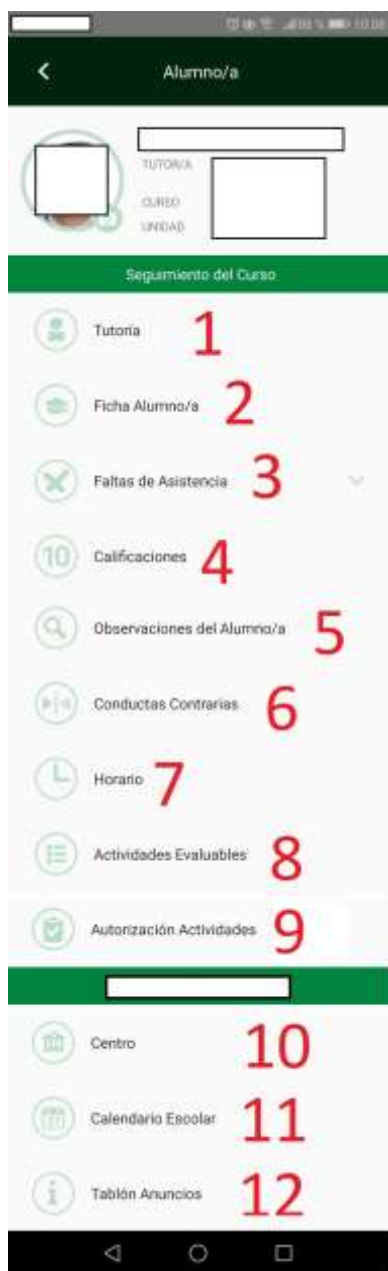 Alumno/a
TUTOR/A
CURSO
UNIDAD
Seguimiento del Curso
Tutoría 1
Ficha Alumno/a 2
Faltas de Asistencia 3
10 Calificaciones 4
Observaciones del Alumno/a 5
Conductas Contrarias 6
Horario 7
Actividades Evaluables 8
Autorización Actividades 9
Centro 10
Calendario Escolar 11
Tablón Anuncios 12